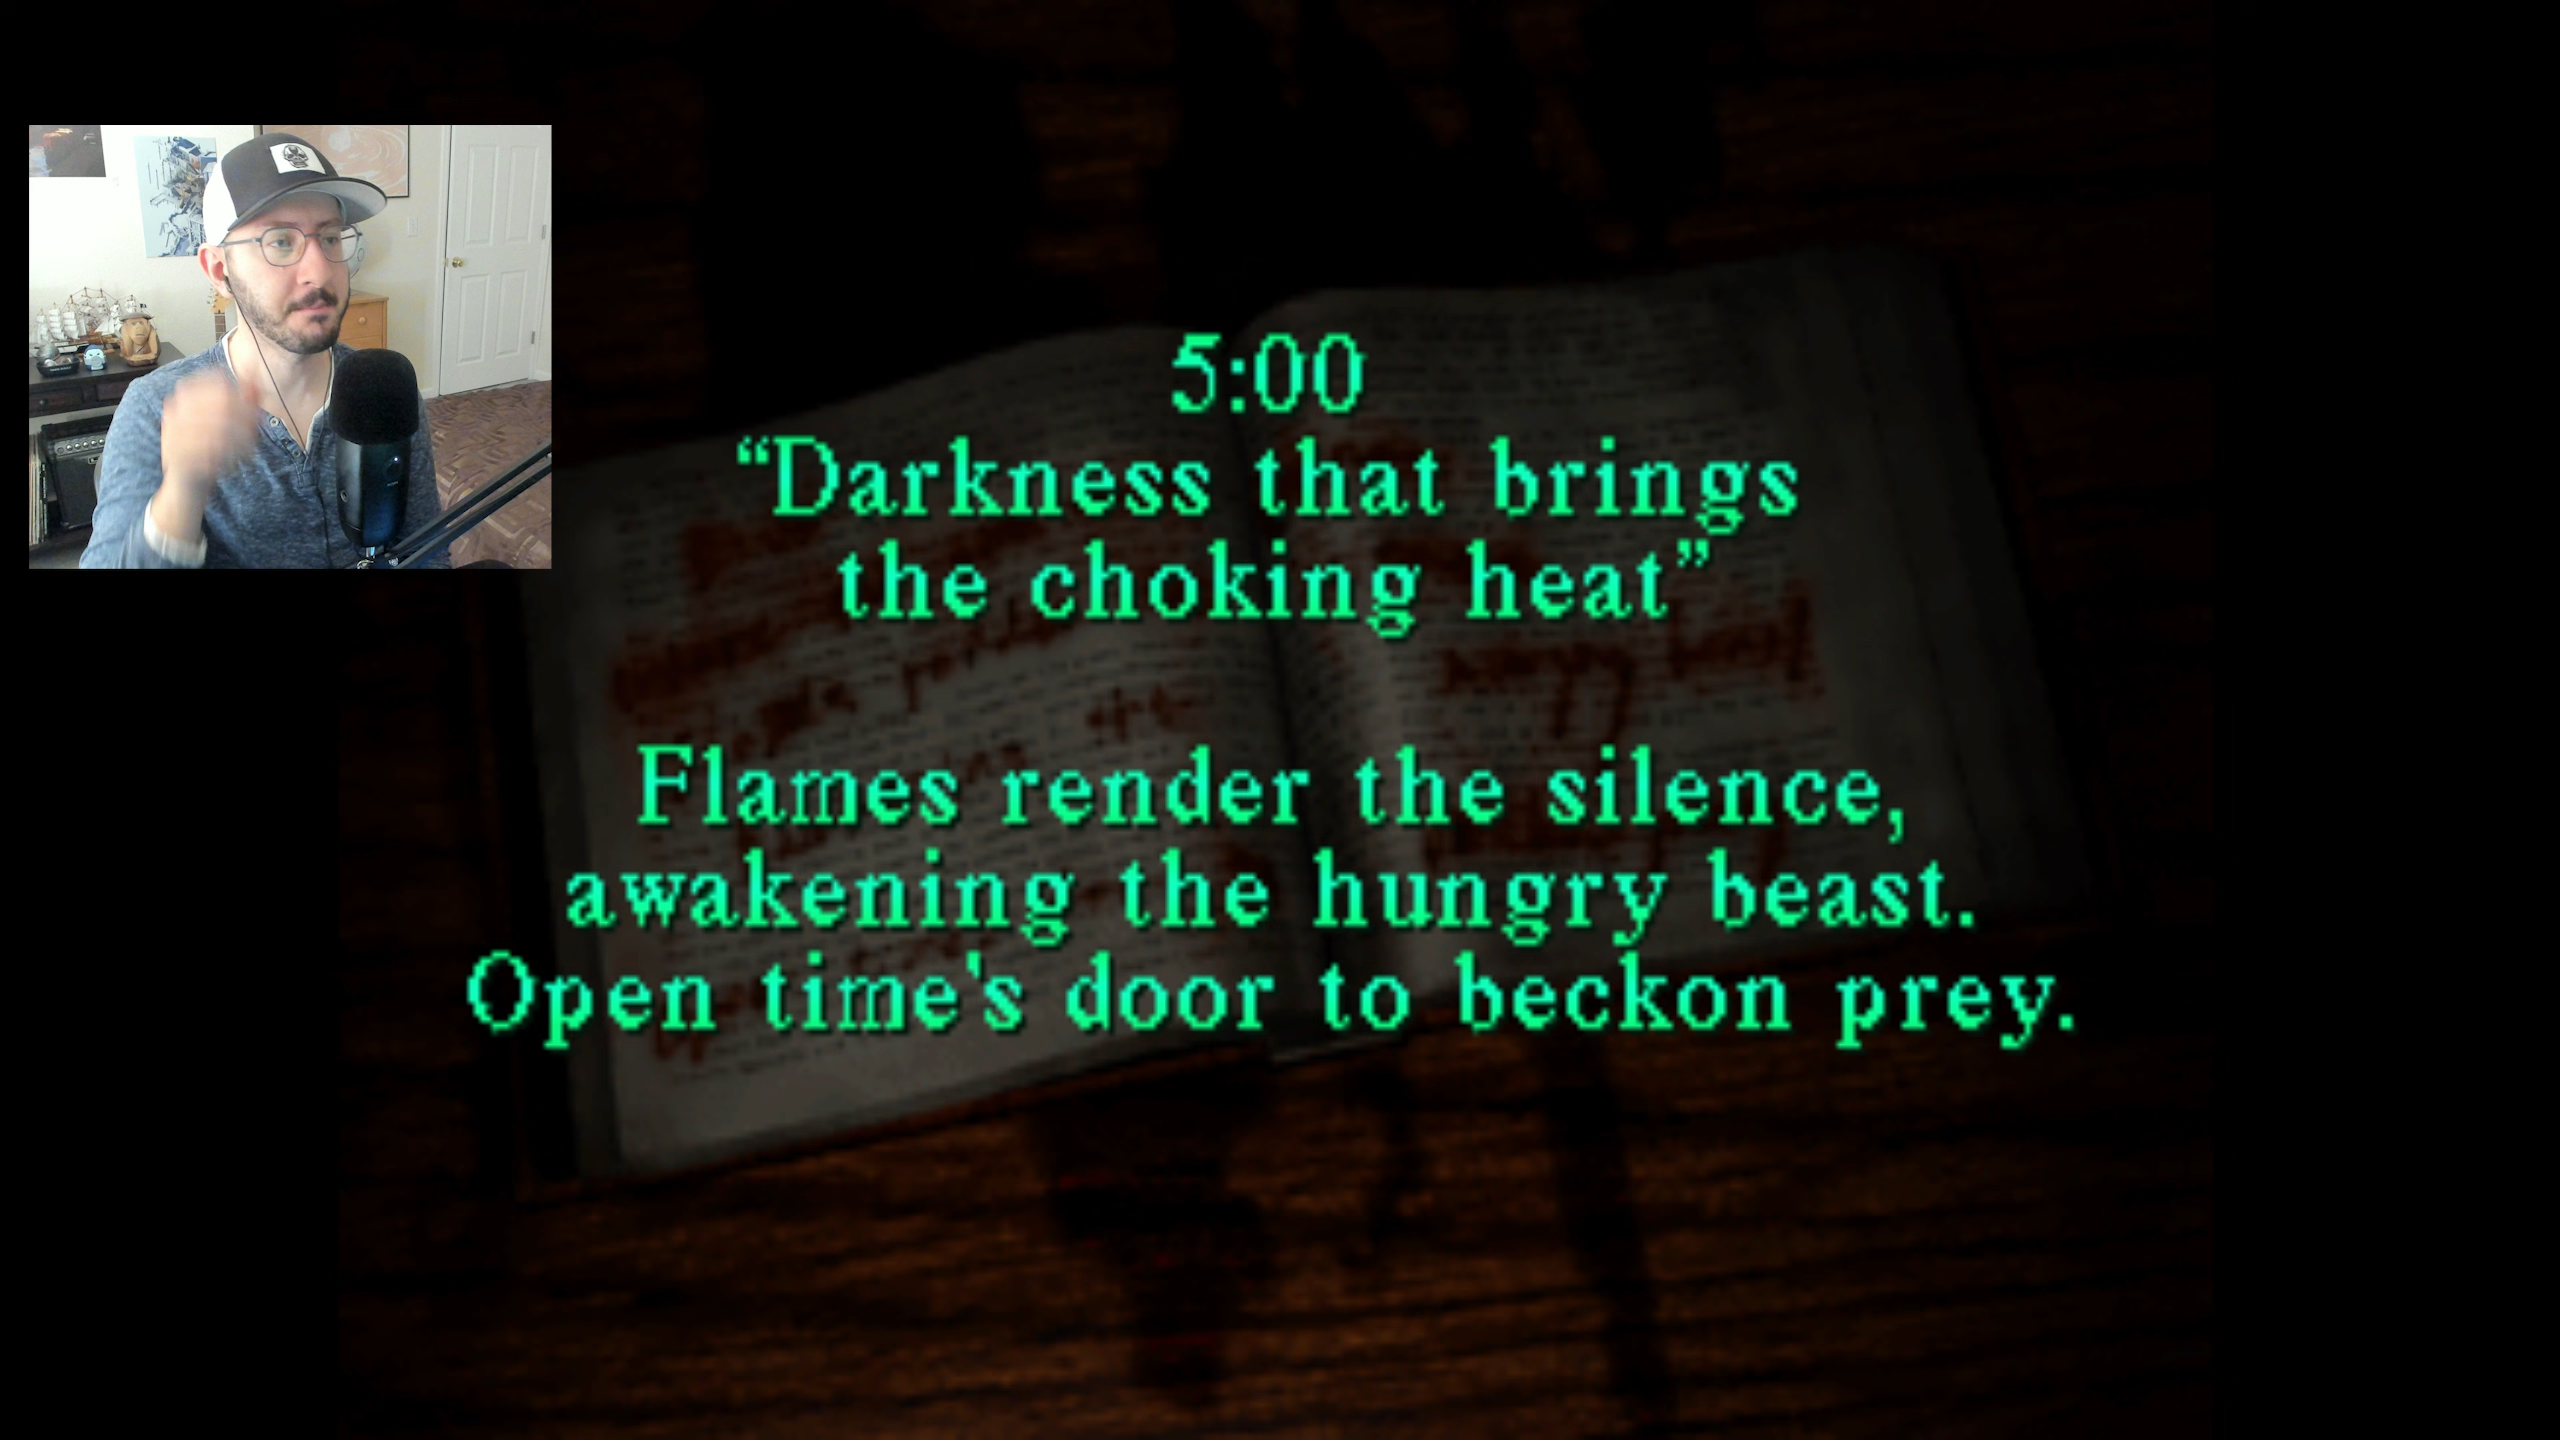 5:00
“Darkness that brings
the choking heat”
Flames render the silence,
awakening the hungry beast.
Open time's door to beckon prey.